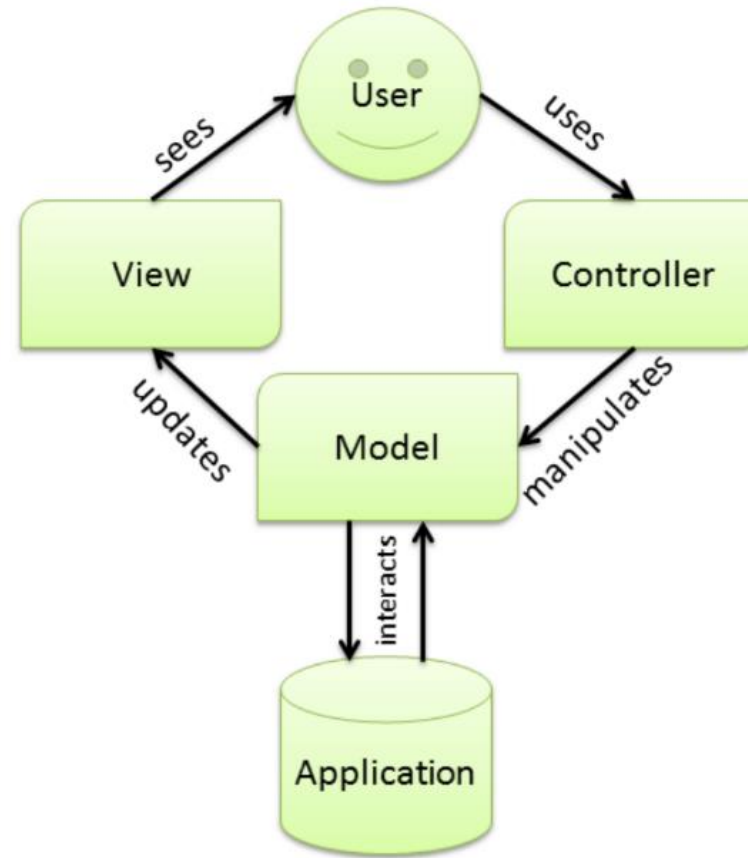 User
sees
uses
View
Controller
updates
Model
manipulates
interacts
Application